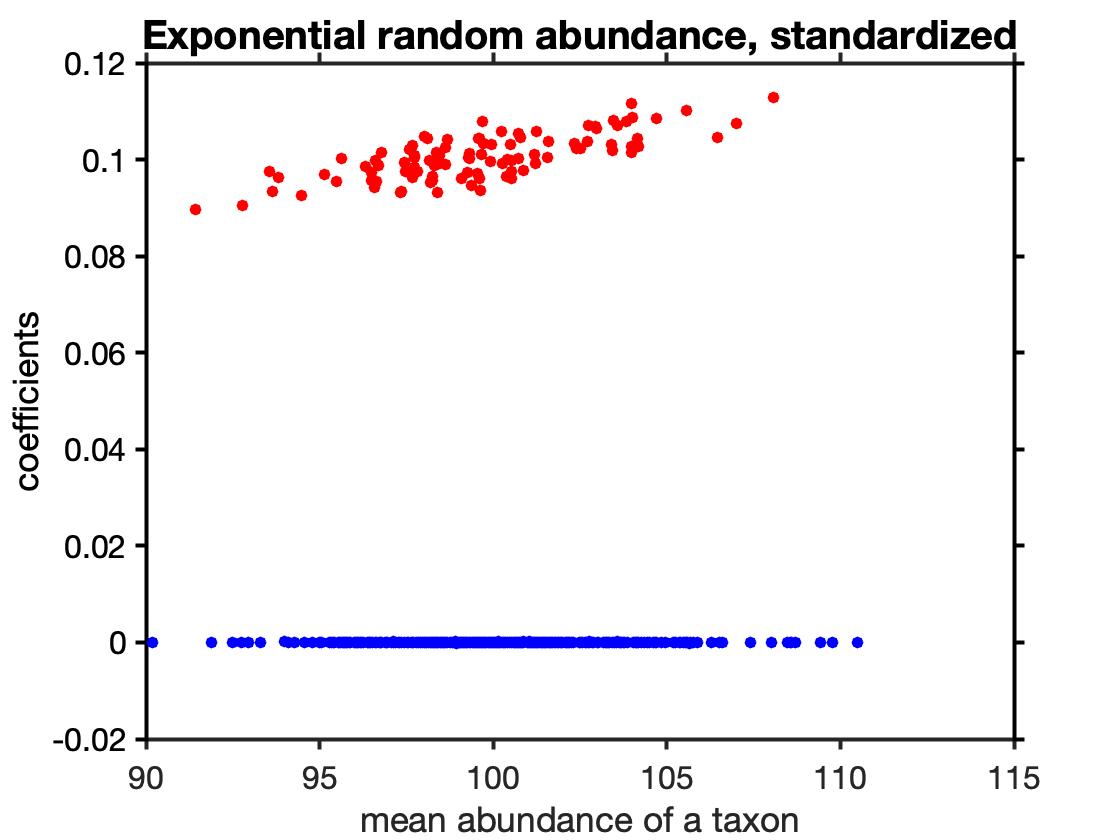 Exponential random abundance, standardized
0.12
0.1
0.08
0.06
0.04
0.02
0
-0.02
coefficients
90 95 100 105 110 115
mean abundance of a taxon